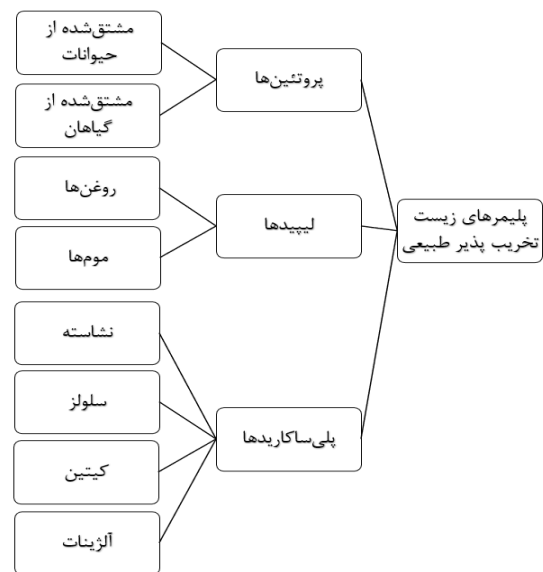 پلیمرهای زیست
تخریب پذیر طبیعی
پروتئین‌ها
مشتق‌شده از
حیوانات
مشتق‌شده از
گیاهان
لیپیدها
روغن‌ها
موم‌ها
پلی‌ساکاریدها
نشاسته
سلولز
کیتین
آلژینات